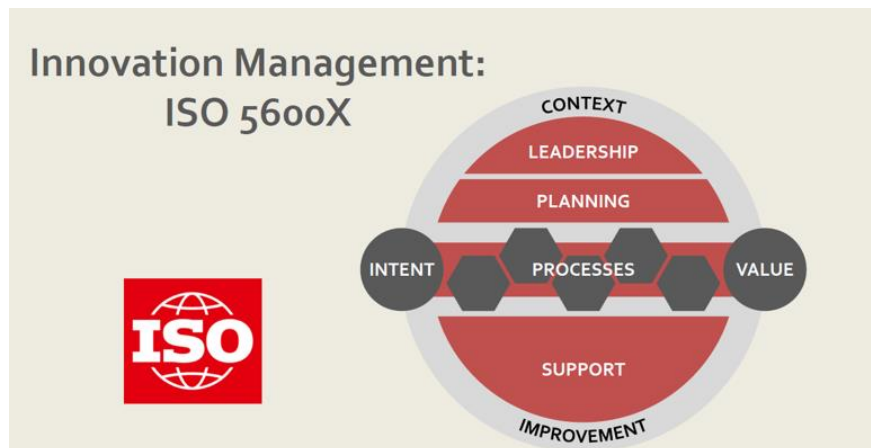 Innovation Management:
ISO 5600X
CONTEXT
LEADERSHIP
PLANNING
INTENT
PROCESSES
VALUE
ISO
SUPPORT
IMPROVEMENT